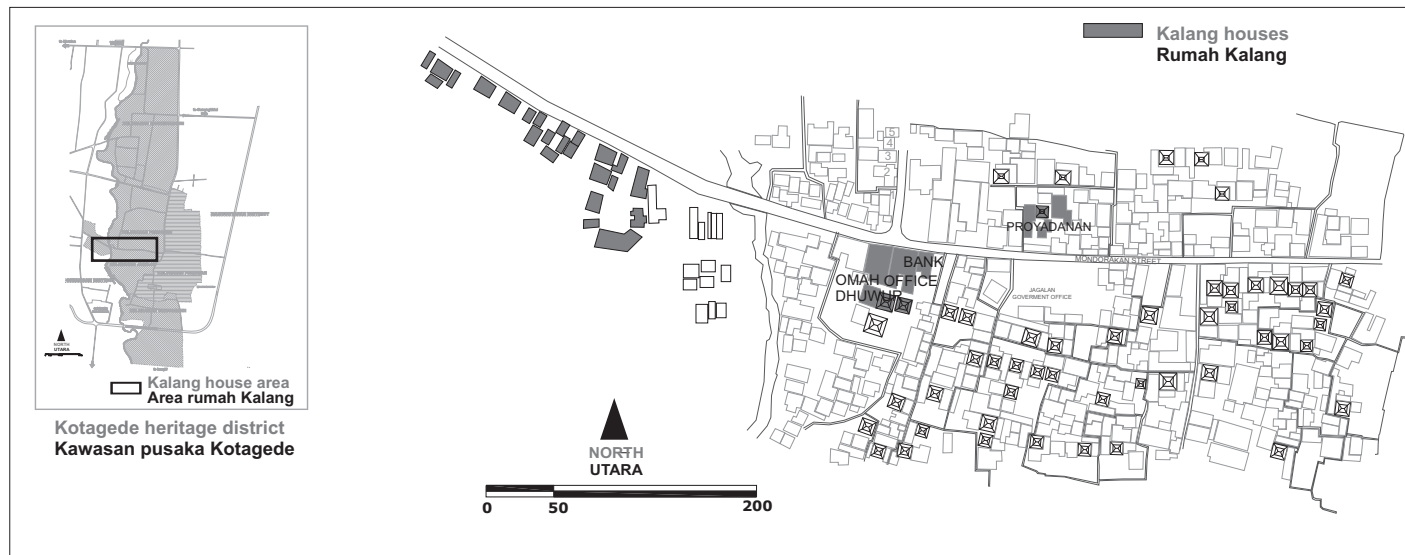 Kalang houses
Rumah Kalang
5
4
3
2
PROYADANAN
MONDORAKAN STREET
BANK
OMAH OFFICE
DHUWUR
JAGALAN
GOVERMENT OFFICE
NORTH
UTARA
0 50 200
NORTH
UTARA
Kalang house area
Area rumah Kalang
Kotagede heritage district
Kawasan pusaka Kotagede